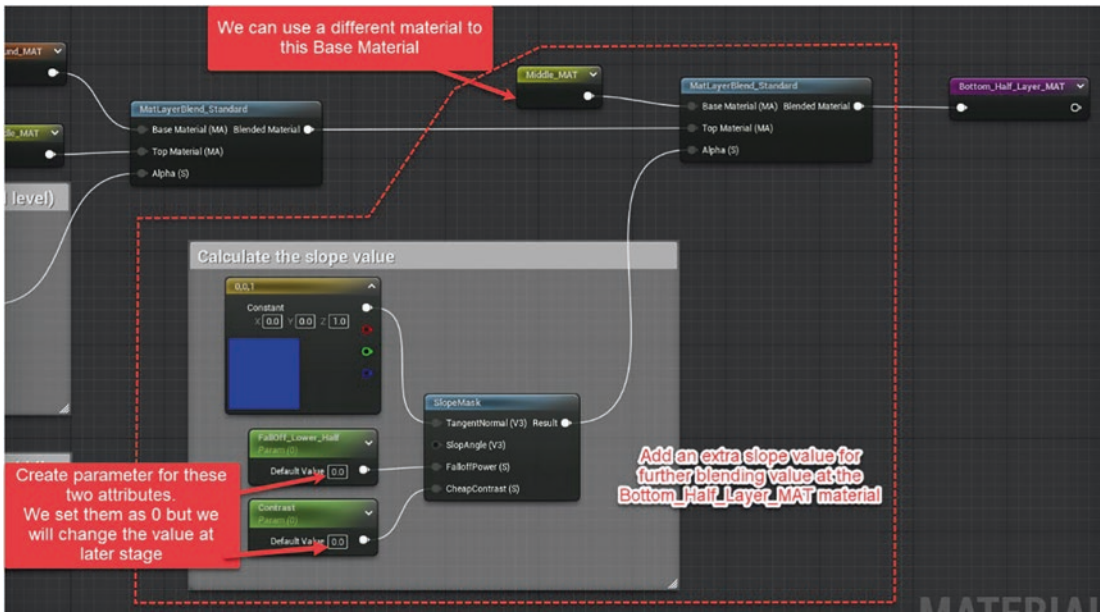 We can use a different material to
this Base Material
und_MAT
Middle_MAT
MatLayerBlend_Standard
Base Material (MA) Blended Material
Top Material (MA)
Alpha (S)
Bottom_Half_Layer_MAT
MatLayerBlend_Standard
Base Material (MA) Blended Material
Top Material (MA)
Alpha (S)
dle_MAT
l level)
Calculate the slope value
0,0,1
Constant
X 0.0 Y 0.0 Z 1.0
SlopeMask
TangentNormal (V3) Result
SlopAngle (V3)
FalloffPower (S)
CheapContrast (S)
FallOff_Lower_Half
Param (0)
Default Value 0.0
Contrast
Param (0)
Default Value 0.0
Create parameter for these
two attributes.
We set them as 0 but we
will change the value at
later stage
Add an extra slope value for
further blending value at the
Bottom_Half_Layer_MAT material
MATERIAL